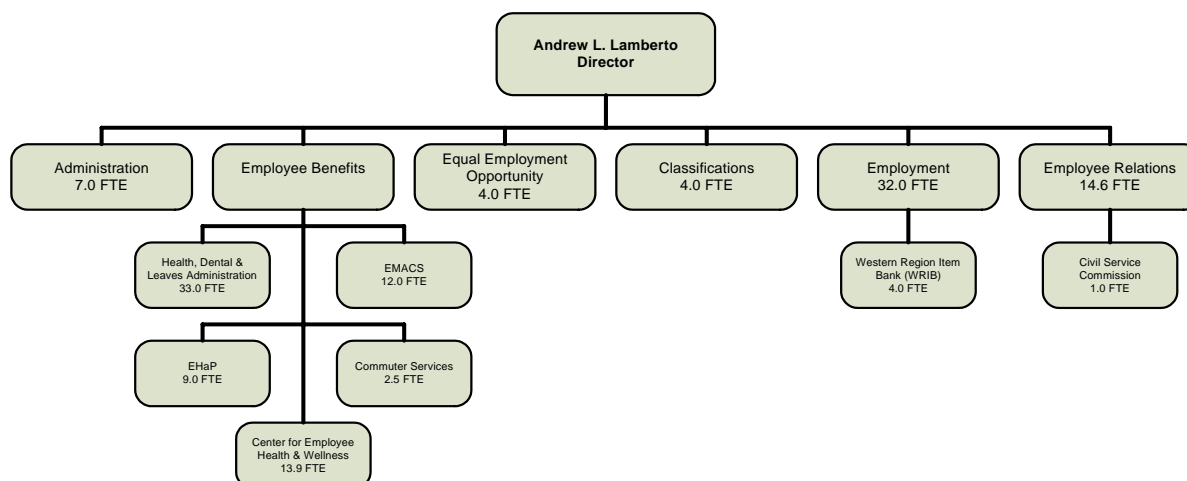 Andrew L. Lamberto
Director
Administration
7.0 FTE
Employee Benefits
Equal Employment
Opportunity
4.0 FTE
Classifications
4.0 FTE
Employment
32.0 FTE
Employee Relations
14.6 FTE
Health, Dental &
Leaves Administration
33.0 FTE
EMACS
12.0 FTE
Western Region Item
Bank (WRIB)
4.0 FTE
Civil Service
Commission
1.0 FTE
EHaP
9.0 FTE
Commuter Services
2.5 FTE
Center for Employee
Health & Wellness
13.9 FTE